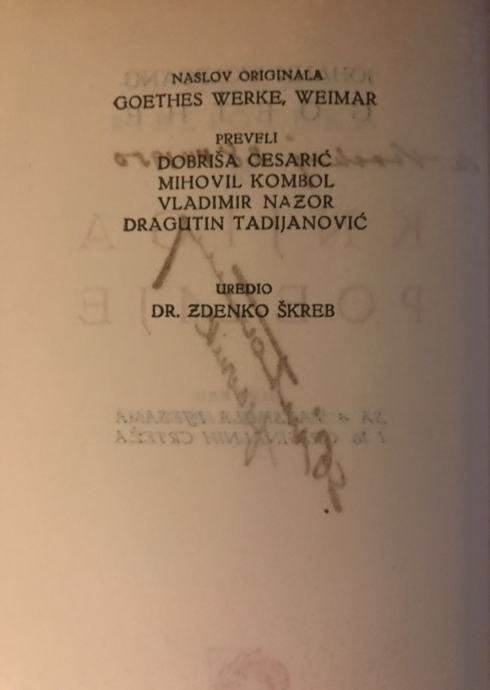 NASLOV ORIGINALA
GOETHES WERKE, WEIMAR
PREVELI
DOBRIŠA CESARIĆ
MIHOVIL KOMBOL
VLADIMIR NAZOR
DRAGUTIN TADIJANOVIĆ
UREDIO
DR. ZDENKO ŠKREB